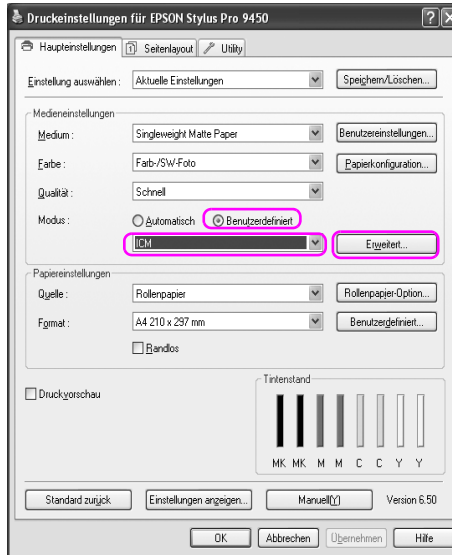 Druckeinstellungen für EPSON Stylus Pro 9450
Haupteinstellungen Seitenlayout Utility
Einstellung auswählen : Aktuelle Einstellungen Speichern/Löschen...
Medieneinstellungen
Medium : Singleweight Matte Paper Benutzereinstellungen...
Farbe : Farb-/SW-Foto Papierkonfiguration...
Qualität : Schnell
Modus : Automatisch Benutzerdefiniert
ICM Erweitert...
Papiereinstellungen
Quelle : Rollenpapier Rollenpapier-Option...
Format : A4 210 x 297 mm Benutzerdefiniert...
Randlos
Druckvorschau
Tintenstand
MK MK M M C C Y Y
Standard zurück Einstellungen anzeigen... Manuell(Y) Version 6.50
OK Abbrechen Übernehmen Hilfe